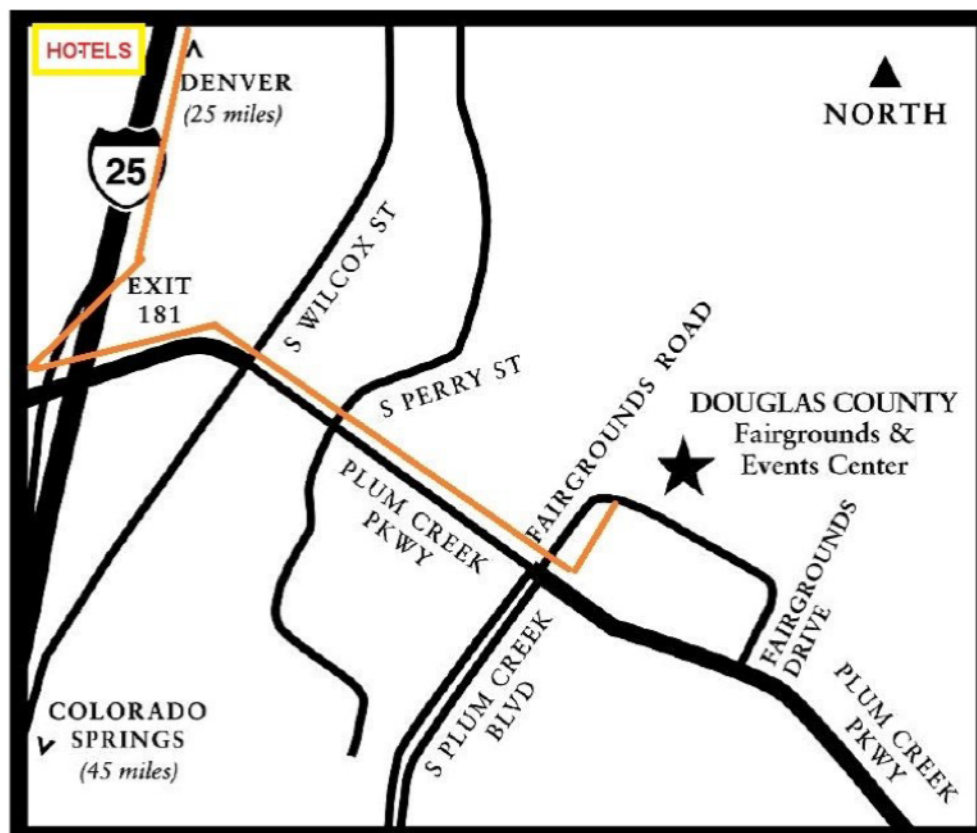 HOTELS
DENVER
(25 miles)
NORTH
25
EXIT
181
S WILCOX ST
S PERRY ST
FAIRGROUNDS ROAD
DOUGLAS COUNTY
Fairgrounds &
Events Center
PLUM CREEK
PKWY
FAIRGROUNDS
DRIVE
S PLUM CREEK
BLVD
PLUM CREEK
PKWY
COLORADO
SPRINGS
(45 miles)